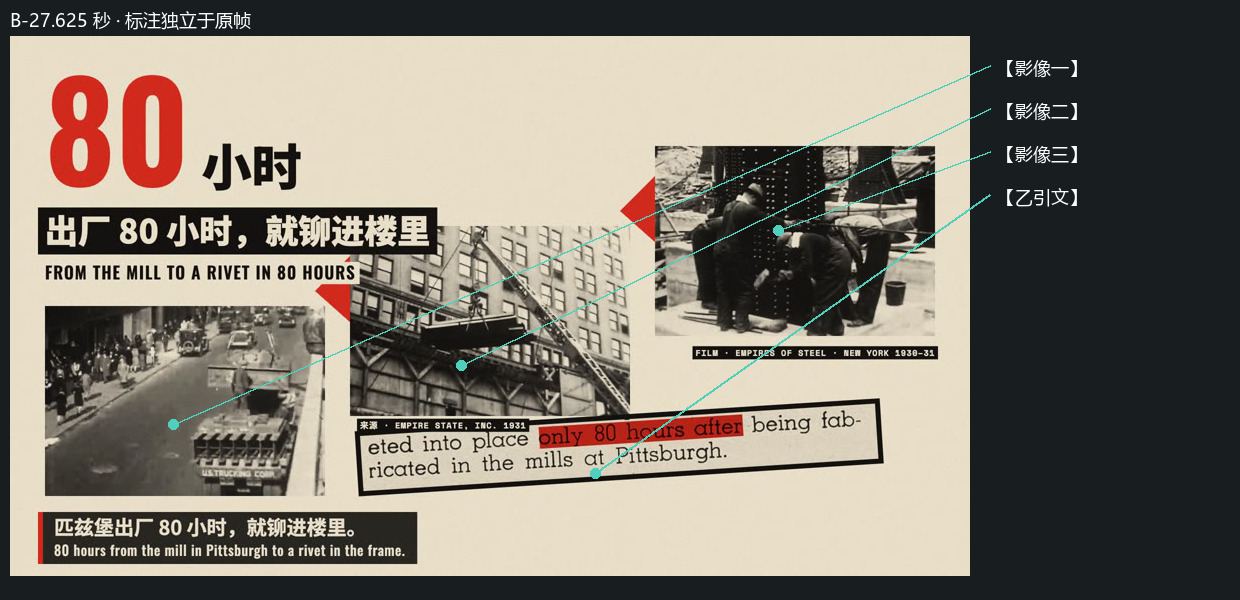 B-27.625 秒 · 标注独立于原帧
【影像一】
【影像二】
【影像三】
【乙引文】
80 小时
出厂 80 小时，就铆进楼里
FROM THE MILL TO A RIVET IN 80 HOURS
U.S. TRUCKING CORP.
FILM · EMPIRES OF STEEL · NEW YORK 1930–31
来源 · EMPIRE STATE, INC. 1931
eted into place only 80 hours after being fab-
ricated in the mills at Pittsburgh.
匹兹堡出厂 80 小时，就铆进楼里。
80 hours from the mill in Pittsburgh to a rivet in the frame.